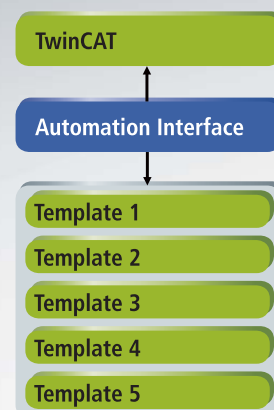 TwinCAT
Automation Interface
Template 1
Template 2
Template 3
Template 4
Template 5